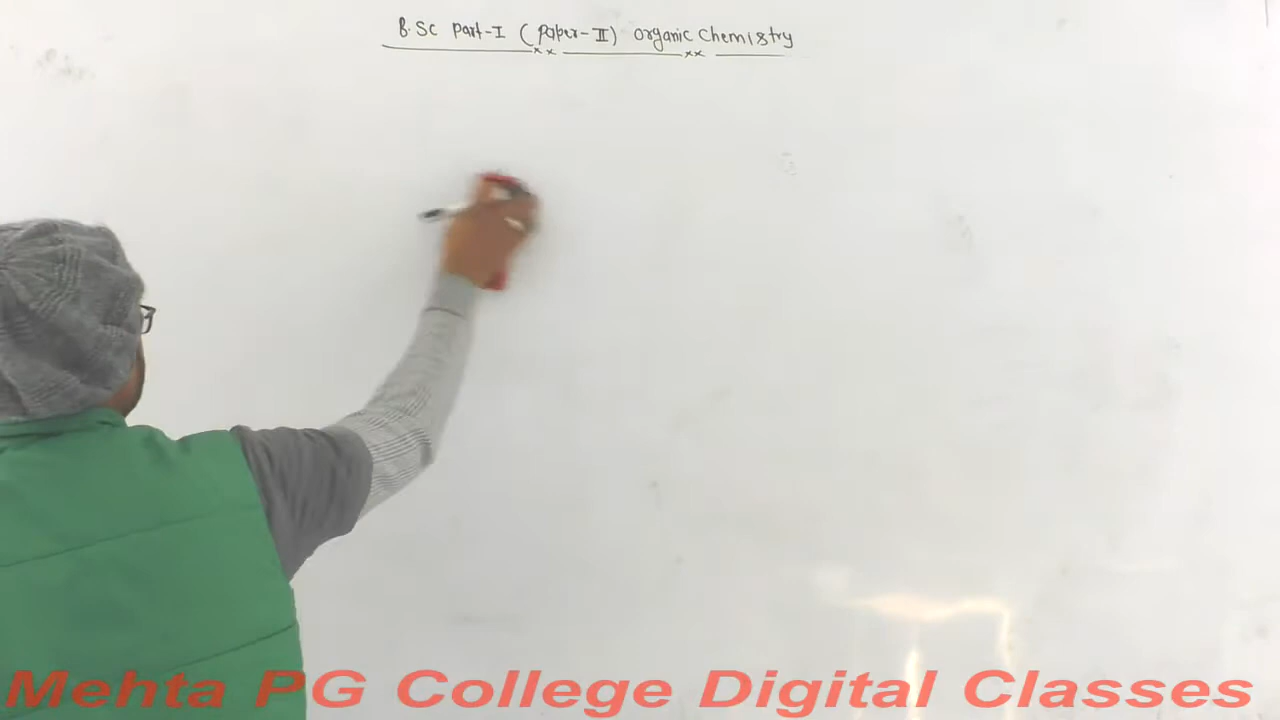 B.Sc Part-I (Paper-II) Organic Chemistry
Mehta PG College Digital Classes